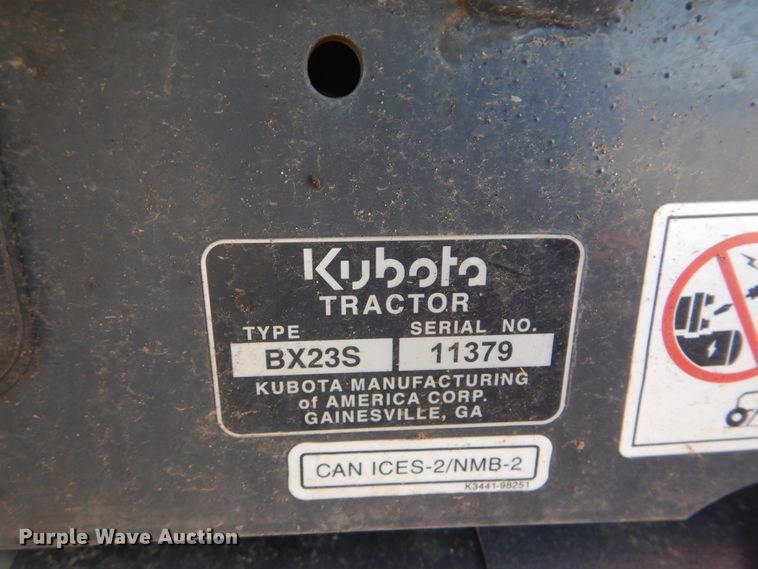 Kubota
TRACTOR
TYPE SERIAL NO.
BX23S 11379
KUBOTA MANUFACTURING
of AMERICA CORP.
GAINESVILLE, GA
CAN ICES-2/NMB-2
K3441-98251
Purple Wave Auction